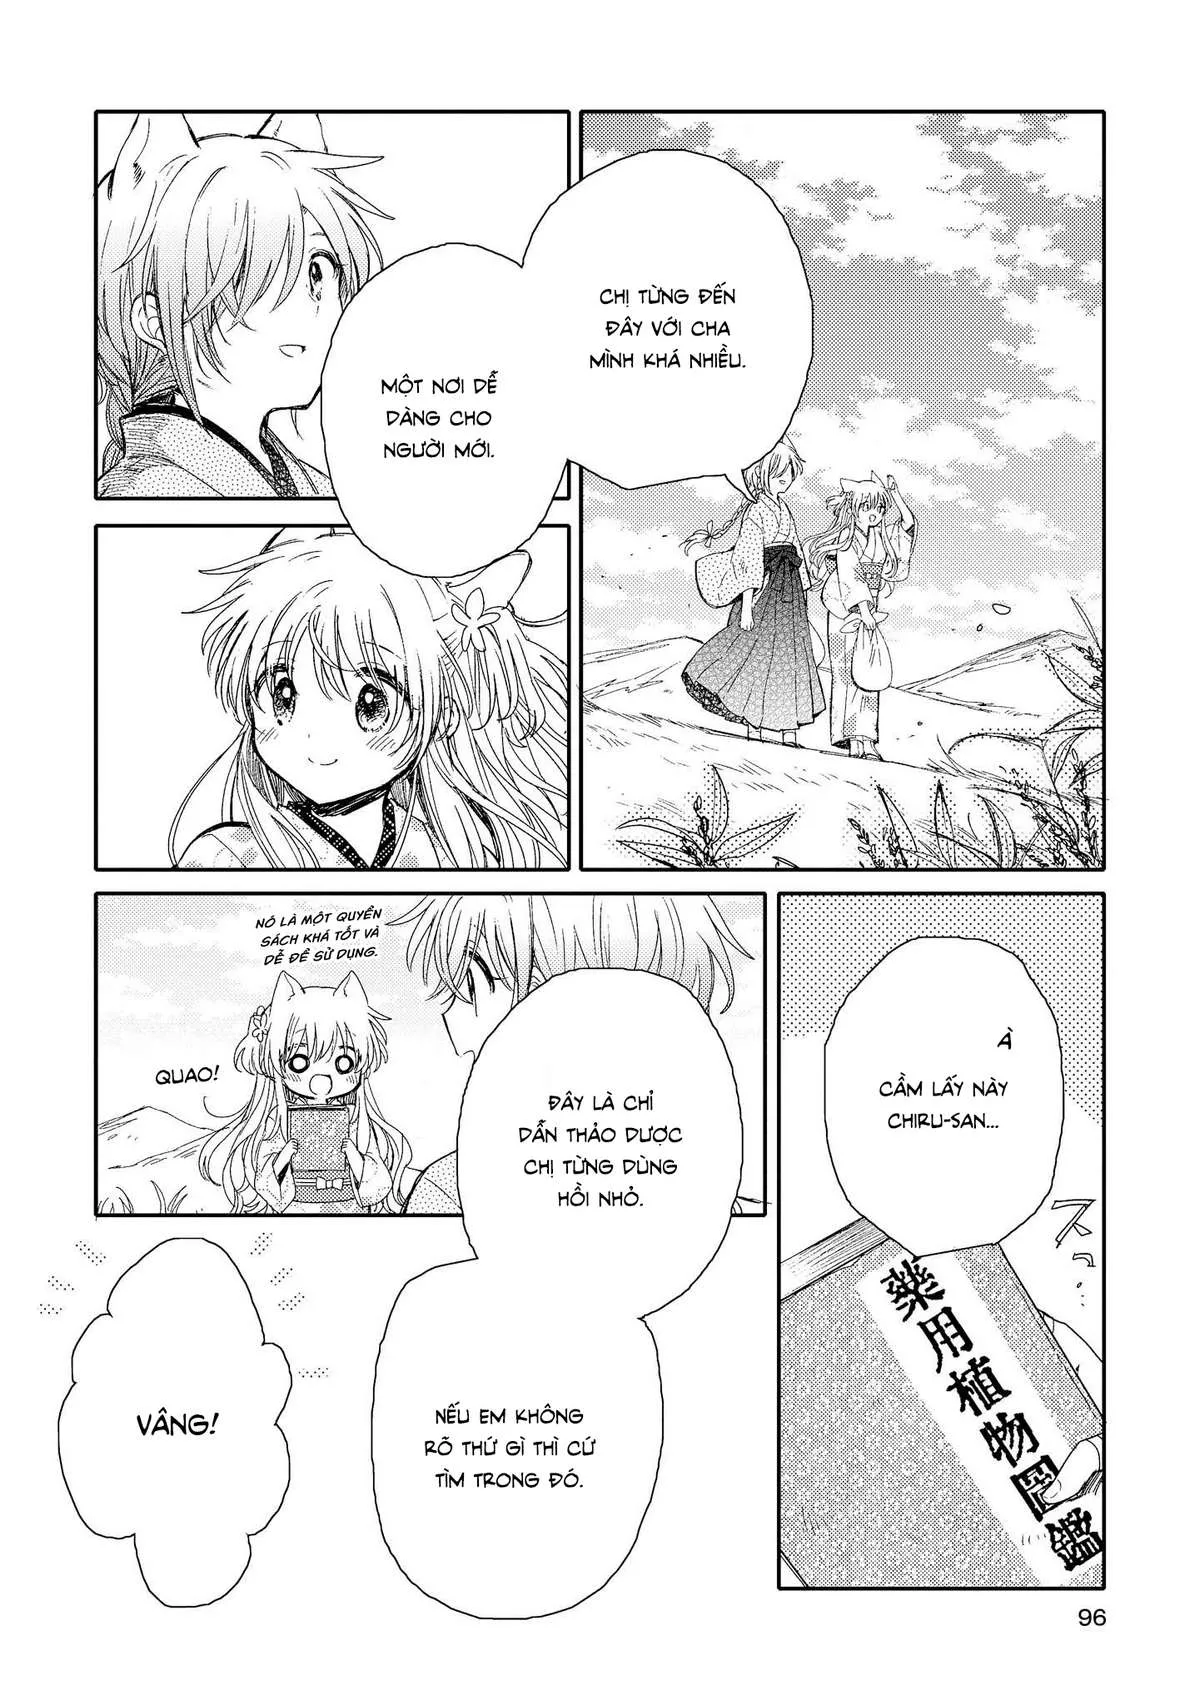 CHỊ TỪNG ĐẾN
ĐÂY VỚI CHA
MÌNH KHÁ NHIỀU.
MỘT NƠI DỄ
DÀNG CHO
NGƯỜI MỚI.
À
CẦM LẤY NÀY
CHIRU-SAN...
スッ
薬用植物図鑑
ĐÂY LÀ CHỈ
DẪN THẢO DƯỢC
CHỊ TỪNG DÙNG
HỒI NHỎ.
NÓ LÀ MỘT QUYỂN
SÁCH KHÁ TỐT VÀ
DỄ ĐỂ SỬ DỤNG.
QUAO!
NẾU EM KHÔNG
RÕ THỨ GÌ THÌ CỨ
TÌM TRONG ĐÓ.
VÂNG!
96